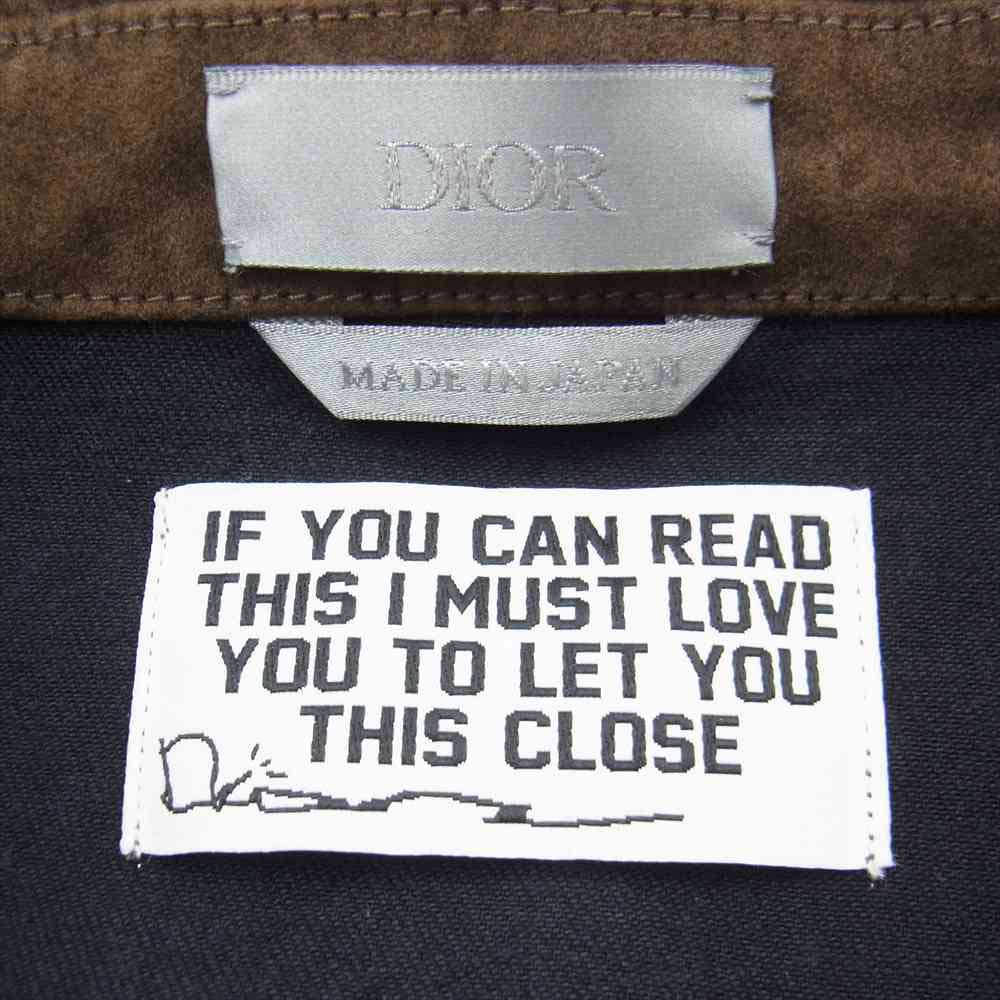 DIOR
MADE IN JAPAN
IF YOU CAN READ
THIS I MUST LOVE
YOU TO LET YOU
THIS CLOSE